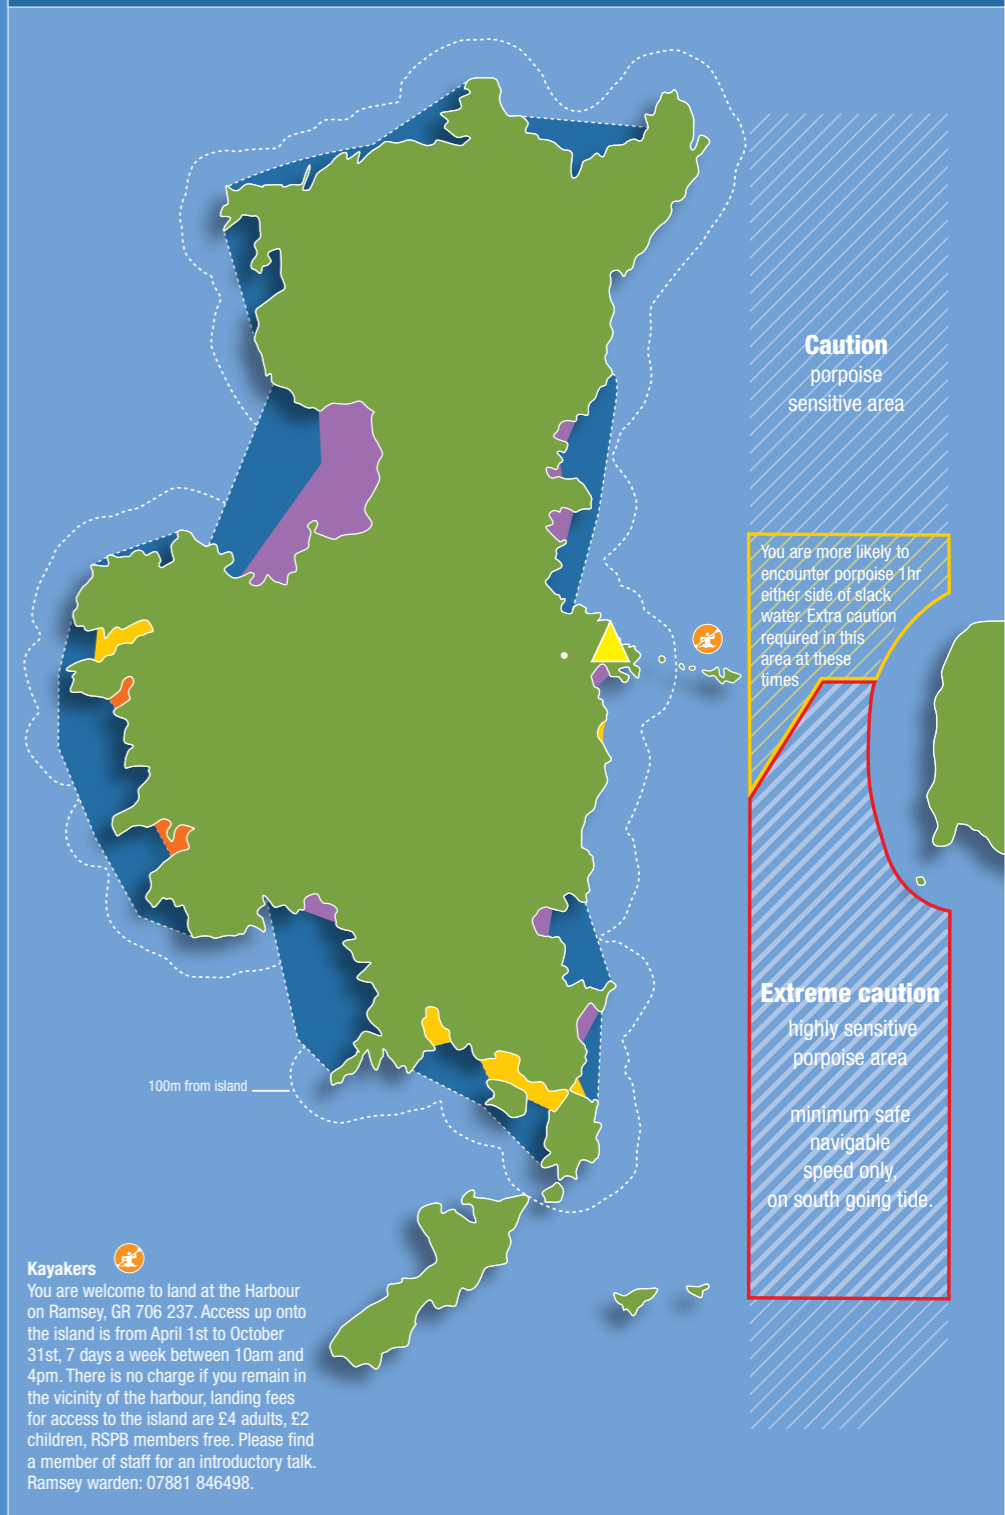 Caution
porpoise
sensitive area
You are more likely to
encounter porpoise 1hr
either side of slack
water. Extra caution
required in this
area at these
times
Extreme caution
highly sensitive
porpoise area
minimum safe
navigable
speed only,
on south going tide.
100m from island
Kayakers
You are welcome to land at the Harbour
on Ramsey, GR 706 237. Access up onto
the island is from April 1st to October
31st, 7 days a week between 10am and
4pm. There is no charge if you remain in
the vicinity of the harbour, landing fees
for access to the island are £4 adults, £2
children, RSPB members free. Please find
a member of staff for an introductory talk.
Ramsey warden: 07881 846498.